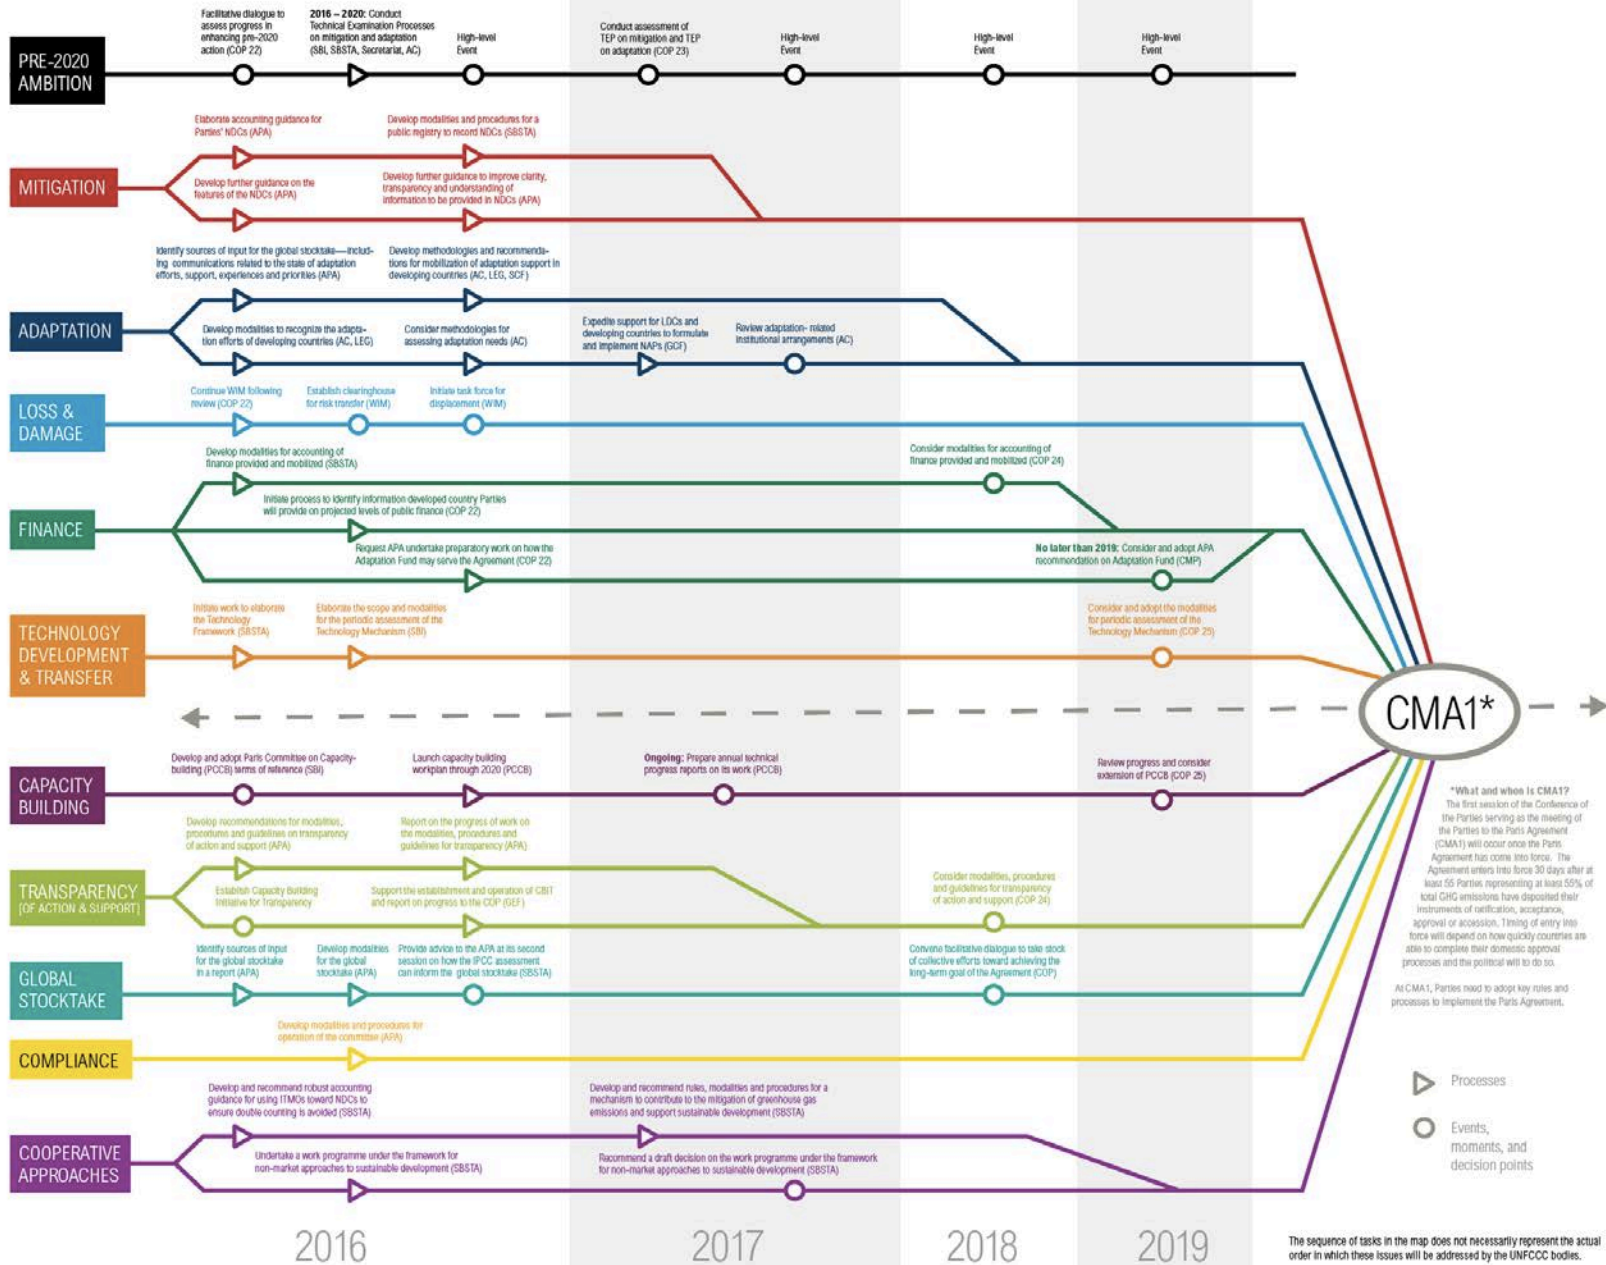 Facilitative dialogue to
assess progress in
enhancing pre-2020
action (COP 22)
2016 – 2020: Conduct
Technical Examination Processes
on mitigation and adaptation
(SBI, SBSTA, Secretariat, AC)
High-level
Event
Conduct assessment of
TEP on mitigation and TEP
on adaptation (COP 23)
High-level
Event
High-level
Event
High-level
Event
PRE-2020
AMBITION
Elaborate accounting guidance for
Parties' NDCs (APA)
Develop modalities and procedures for a
public registry to record NDCs (SBSTA)
MITIGATION
Develop further guidance on the
features of the NDCs (APA)
Develop further guidance to improve clarity,
transparency and understanding of
information to be provided in NDCs (APA)
Identify sources of input for the global stocktake—includ-
ing communications related to the state of adaptation
efforts, support, experiences and priorities (APA)
Develop methodologies and recommenda-
tions for mobilization of adaptation support in
developing countries (AC, LEG, SCF)
ADAPTATION
Develop modalities to recognize the adapta-
tion efforts of developing countries (AC, LEG)
Consider methodologies for
assessing adaptation needs (AC)
Expedite support for LDCs and
developing countries to formulate
and implement NAPs (GCF)
Review adaptation- related
institutional arrangements (AC)
LOSS &
DAMAGE
Continue WIM following
review (COP 22)
Establish clearinghouse
for risk transfer (WIM)
Initiate task force for
displacement (WIM)
Develop modalities for accounting of
finance provided and mobilized (SBSTA)
Consider modalities for accounting of
finance provided and mobilized (COP 24)
FINANCE
Initiate process to identify information developed country Parties
will provide on projected levels of public finance (COP 22)
Request APA undertake preparatory work on how the
Adaptation Fund may serve the Agreement (COP 22)
No later than 2019: Consider and adopt APA
recommendation on Adaptation Fund (CMP)
TECHNOLOGY
DEVELOPMENT
& TRANSFER
Initiate work to elaborate
the Technology
Framework (SBSTA)
Elaborate the scope and modalities
for the periodic assessment of the
Technology Mechanism (SBI)
Consider and adopt the modalities
for periodic assessment of the
Technology Mechanism (COP 25)
CMA1*
CAPACITY
BUILDING
Develop and adopt Paris Committee on Capacity-
building (PCCB) terms of reference (SBI)
Launch capacity building
workplan through 2020 (PCCB)
Ongoing: Prepare annual technical
progress reports on its work (PCCB)
Review progress and consider
extension of PCCB (COP 25)
*What and when is CMA1?
The first session of the Conference of
the Parties serving as the meeting of
the Parties to the Paris Agreement
(CMA1) will occur once the Paris
Agreement has come into force. The
Agreement enters into force 30 days after at
least 55 Parties representing at least 55% of
total GHG emissions have deposited their
instruments of ratification, acceptance,
approval or accession. Timing of entry into
force will depend on how quickly countries are
able to complete their domestic approval
processes and the political will to do so.
At CMA1, Parties need to adopt key rules and
processes to implement the Paris Agreement.
Develop recommendations for modalities,
procedures and guidelines on transparency
of action and support (APA)
Report on the progress of work on
the modalities, procedures and
guidelines for transparency (APA)
TRANSPARENCY
(OF ACTION & SUPPORT)
Establish Capacity Building
Initiative for Transparency
Support the establishment and operation of CBIT
and report on progress to the COP (GEF)
Consider modalities, procedures
and guidelines for transparency
of action and support (COP 24)
GLOBAL
STOCKTAKE
Identify sources of input
for the global stocktake
in a report (APA)
Develop modalities
for the global
stocktake (APA)
Provide advice to the APA at its second
session on how the IPCC assessment
can inform the global stocktake (SBSTA)
Convene facilitative dialogue to take stock
of collective efforts toward achieving the
long-term goal of the Agreement (COP)
COMPLIANCE
Develop modalities and procedures for
operation of the committee (APA)
Develop and recommend robust accounting
guidance for using ITMOs toward NDCs to
ensure double counting is avoided (SBSTA)
Develop and recommend rules, modalities and procedures for a
mechanism to contribute to the mitigation of greenhouse gas
emissions and support sustainable development (SBSTA)
COOPERATIVE
APPROACHES
Undertake a work programme under the framework for
non-market approaches to sustainable development (SBSTA)
Recommend a draft decision on the work programme under the framework
for non-market approaches to sustainable development (SBSTA)
Processes
Events,
moments, and
decision points
2016
2017
2018
2019
The sequence of tasks in the map does not necessarily represent the actual
order in which these issues will be addressed by the UNFCCC bodies.